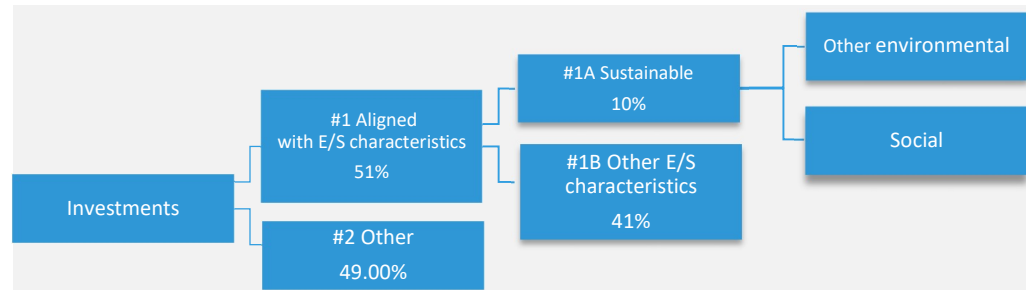 Investments
#1 Aligned
with E/S characteristics
51%
#2 Other
49.00%
#1A Sustainable
10%
#1B Other E/S
characteristics
41%
Other environmental
Social